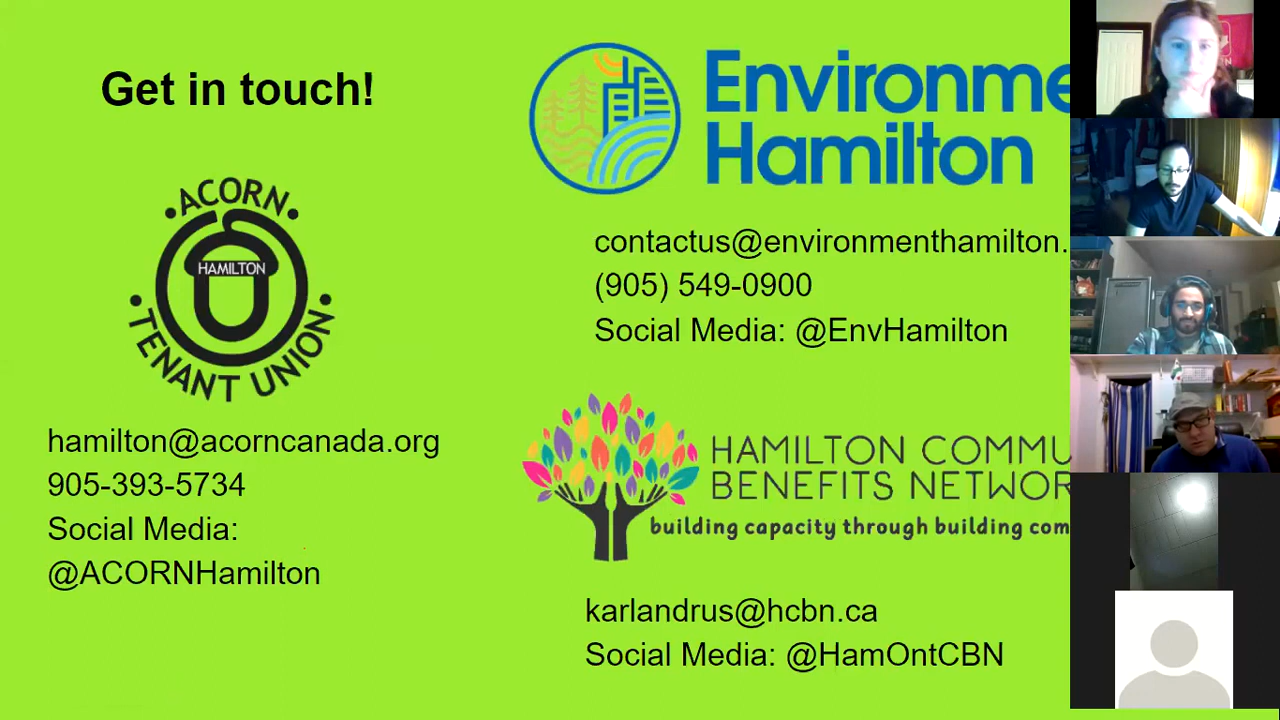 Get in touch!
ACORN
HAMILTON
TENANT UNION
hamilton@acorncanada.org
905-393-5734
Social Media:
@ACORNHamilton
Environme
Hamilton
contactus@environmenthamilton.
(905) 549-0900
Social Media: @EnvHamilton
HAMILTON COMMU
BENEFITS NETWOR
building capacity through building com
karlandrus@hcbn.ca
Social Media: @HamOntCBN